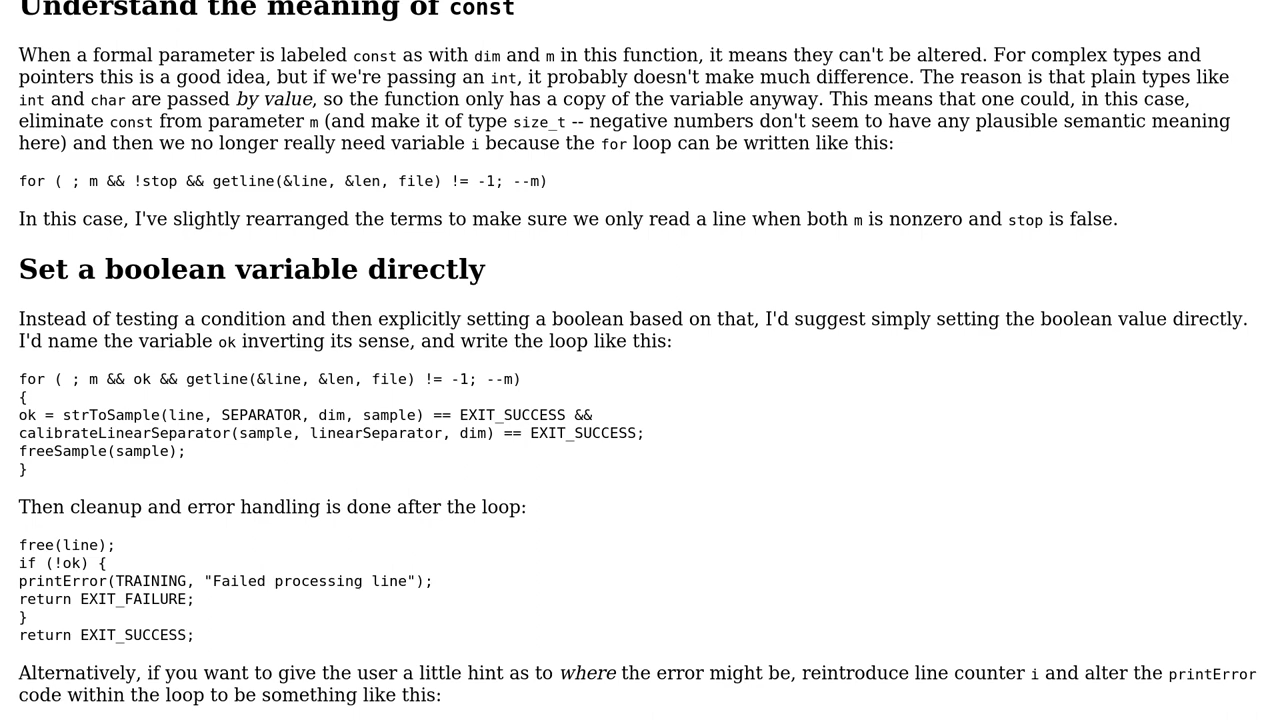 Understand the meaning of const
When a formal parameter is labeled const as with dim and m in this function, it means they can't be altered. For complex types and
pointers this is a good idea, but if we're passing an int, it probably doesn't make much difference. The reason is that plain types like
int and char are passed by value, so the function only has a copy of the variable anyway. This means that one could, in this case,
eliminate const from parameter m (and make it of type size_t -- negative numbers don't seem to have any plausible semantic meaning
here) and then we no longer really need variable i because the for loop can be written like this:
for ( ; m && !stop && getline(&line, &len, file) != -1; --m)
In this case, I've slightly rearranged the terms to make sure we only read a line when both m is nonzero and stop is false.
Set a boolean variable directly
Instead of testing a condition and then explicitly setting a boolean based on that, I'd suggest simply setting the boolean value directly.
I'd name the variable ok inverting its sense, and write the loop like this:
for ( ; m && ok && getline(&line, &len, file) != -1; --m)
{
ok = strToSample(line, SEPARATOR, dim, sample) == EXIT_SUCCESS &&
calibrateLinearSeparator(sample, linearSeparator, dim) == EXIT_SUCCESS;
freeSample(sample);
}
Then cleanup and error handling is done after the loop:
free(line);
if (!ok) {
printError(TRAINING, "Failed processing line");
return EXIT_FAILURE;
}
return EXIT_SUCCESS;
Alternatively, if you want to give the user a little hint as to where the error might be, reintroduce line counter i and alter the printError
code within the loop to be something like this: